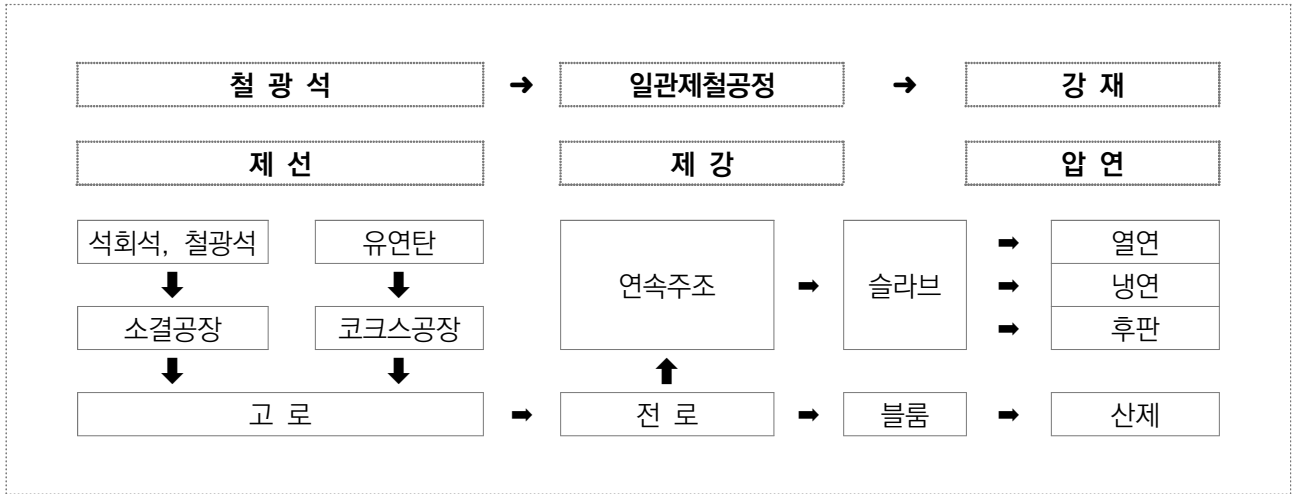 철 광 석 ➜ 일관제철공정 ➜ 강 재
제 선 제 강 압 연
석회석, 철광석 유연탄 열연
연속주조 ➡ 슬라브 ➡ 냉연
소결공장 코크스공장 후판
고 로 ➡ 전 로 ➡ 블룸 ➡ 산제